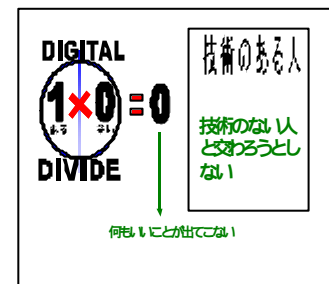 DIGITAL
1×0=0
ある ない
DIVIDE
何もいいことが出てこない
技術のある人
技術のない人
と交わろうとし
ない